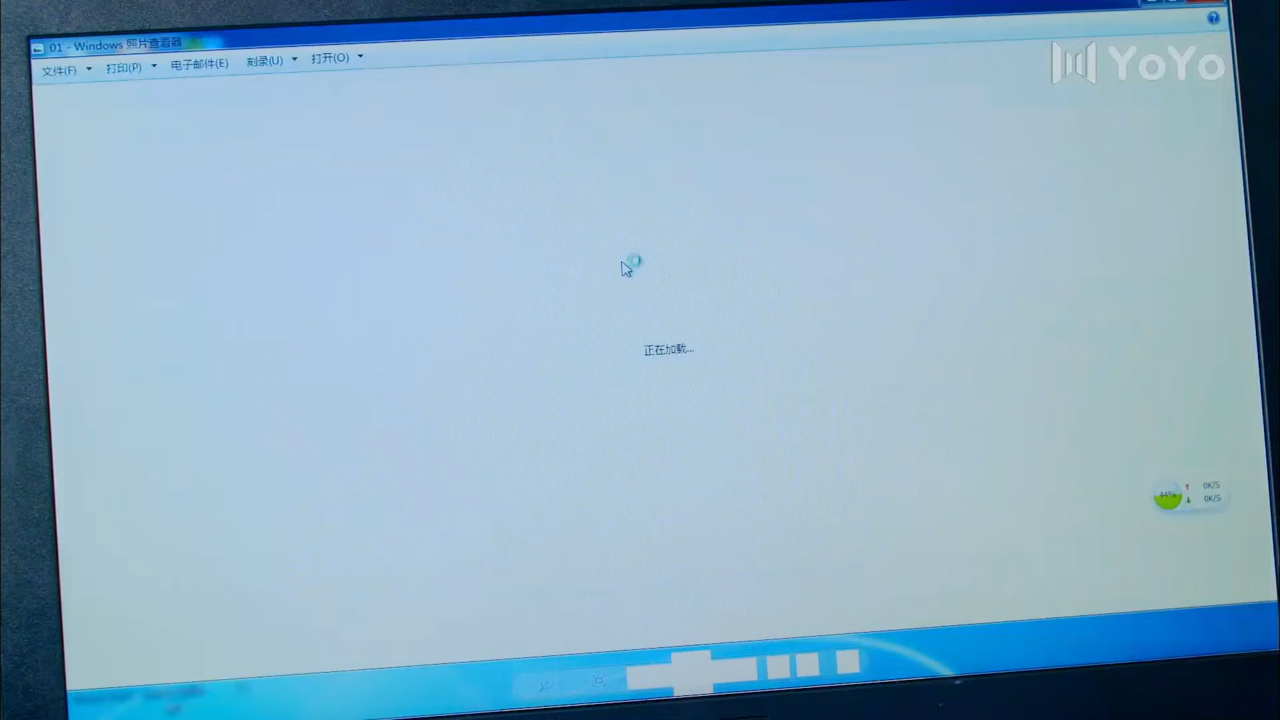 01 - Windows 照片查看器
文件(F) 打印(P) 电子邮件(E) 刻录(U) 打开(O)
YoYo
正在加载...
44% 0K/S
0K/S